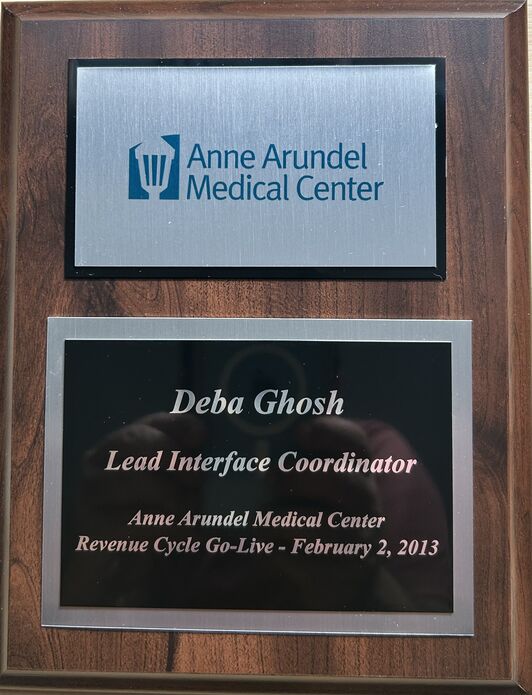 Anne Arundel
Medical Center
Deba Ghosh
Lead Interface Coordinator
Anne Arundel Medical Center
Revenue Cycle Go-Live - February 2, 2013